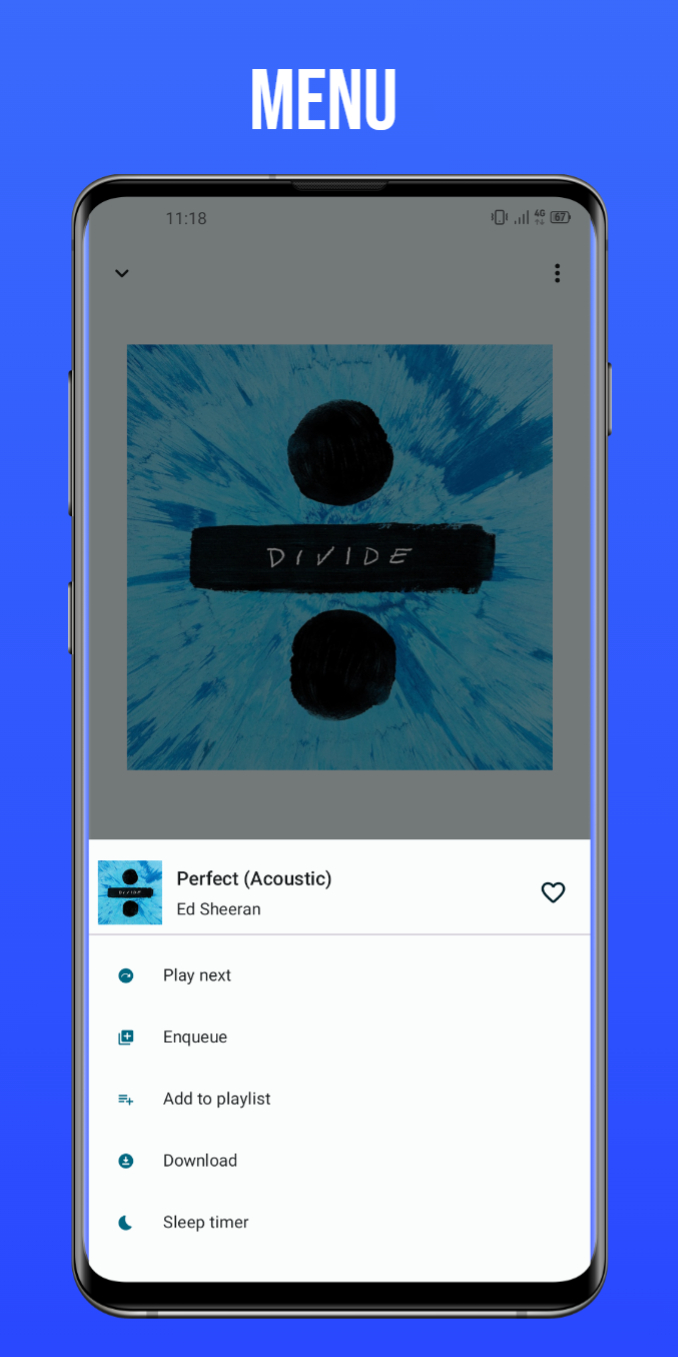 MENU
11:18
4G
67
DIVIDE
Perfect (Acoustic)
Ed Sheeran
Play next
Enqueue
Add to playlist
Download
Sleep timer